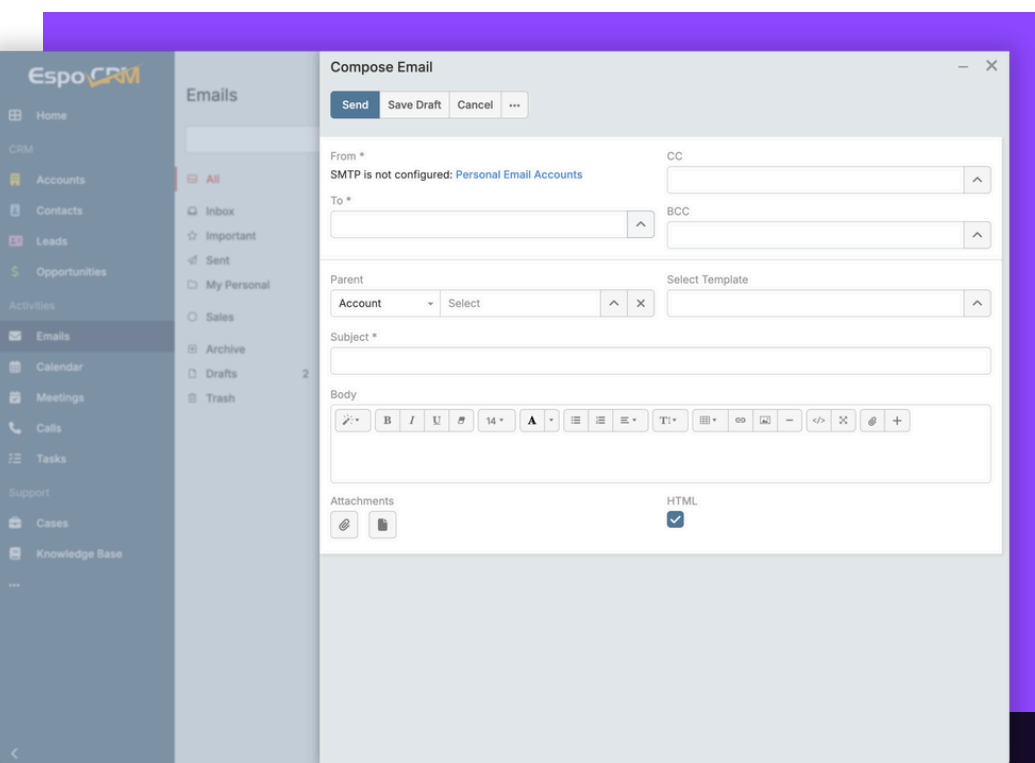 EspoCRM
Home
CRM
Accounts
Contacts
Leads
Opportunities
Activities
Emails
Calendar
Meetings
Calls
Tasks
Support
Cases
Knowledge Base
...
Emails
All
Inbox
Important
Sent
My Personal
Sales
Archive
Drafts 2
Trash
Compose Email
Send Save Draft Cancel ...
From *
SMTP is not configured: Personal Email Accounts
CC
To *
BCC
Parent
Account Select
Select Template
Subject *
Body
B I U 14 A T </>
Attachments
HTML